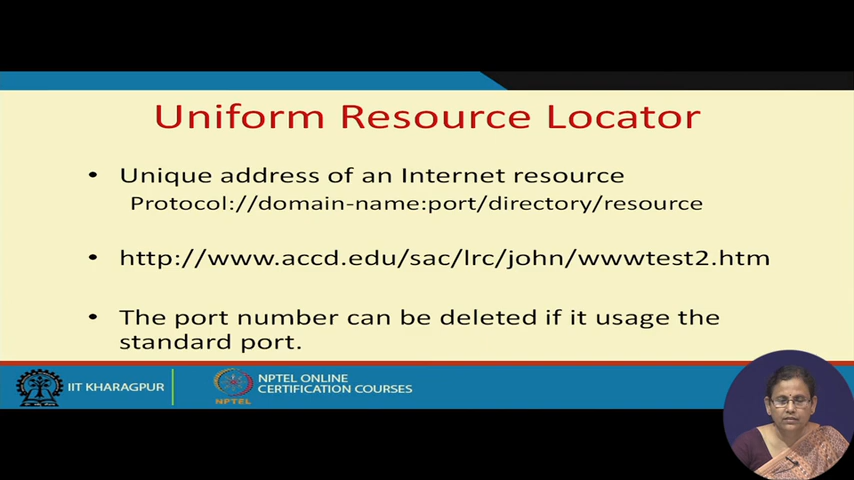 Uniform Resource Locator
• Unique address of an Internet resource
Protocol://domain-name:port/directory/resource
• http://www.accd.edu/sac/lrc/john/wwwtest2.htm
• The port number can be deleted if it usage the
standard port.
IIT KHARAGPUR
NPTEL
NPTEL ONLINE
CERTIFICATION COURSES